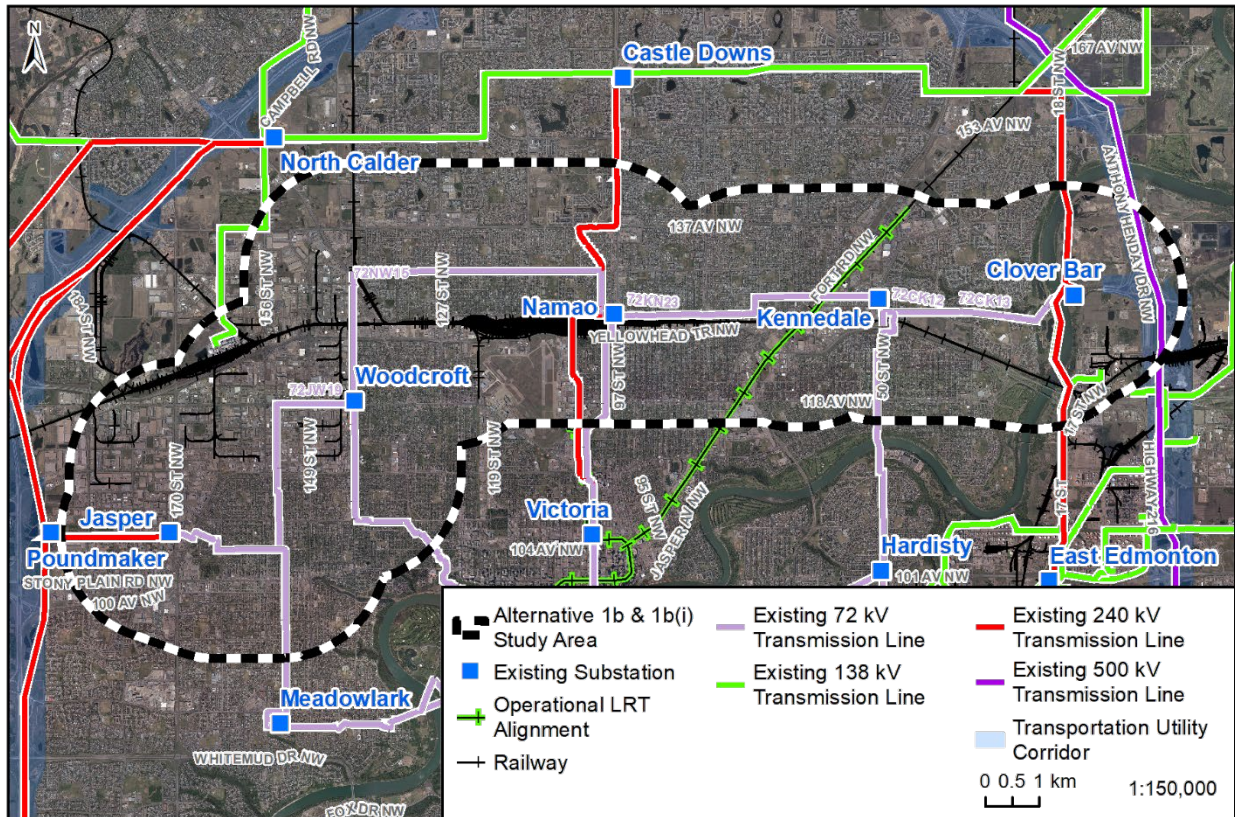 N
CAMPBELL RD NW
Castle Downs
167 AV NW
18 ST NW
153 AV NW
North Calder
ANTHONY HENDAY DR NW
137 AV NW
FORT RD NW
Clover Bar
184 ST NW
156 ST NW
127 ST NW
72NW15
Namao
72KN23
Kennedale
72CK12
72CK13
YELLOWHEAD TR NW
Woodcroft
72JW19
97 ST NW
50 ST NW
118 AV NW
17 ST NW
149 ST NW
119 ST NW
170 ST NW
Jasper
Poundmaker
STONY PLAIN RD NW
100 AV NW
Victoria
104 AV NW
95 ST NW
JASPER AV NW
Hardisty
101 AV NW
17 ST
HIGHWAY 216
East Edmonton
Meadowlark
WHITEMUD DR NW
FOX DR NW
Alternative 1b & 1b(i)
Study Area
Existing Substation
Operational LRT
Alignment
Railway
Existing 72 kV
Transmission Line
Existing 138 kV
Transmission Line
Existing 240 kV
Transmission Line
Existing 500 kV
Transmission Line
Transportation Utility
Corridor
0 0.5 1 km
1:150,000